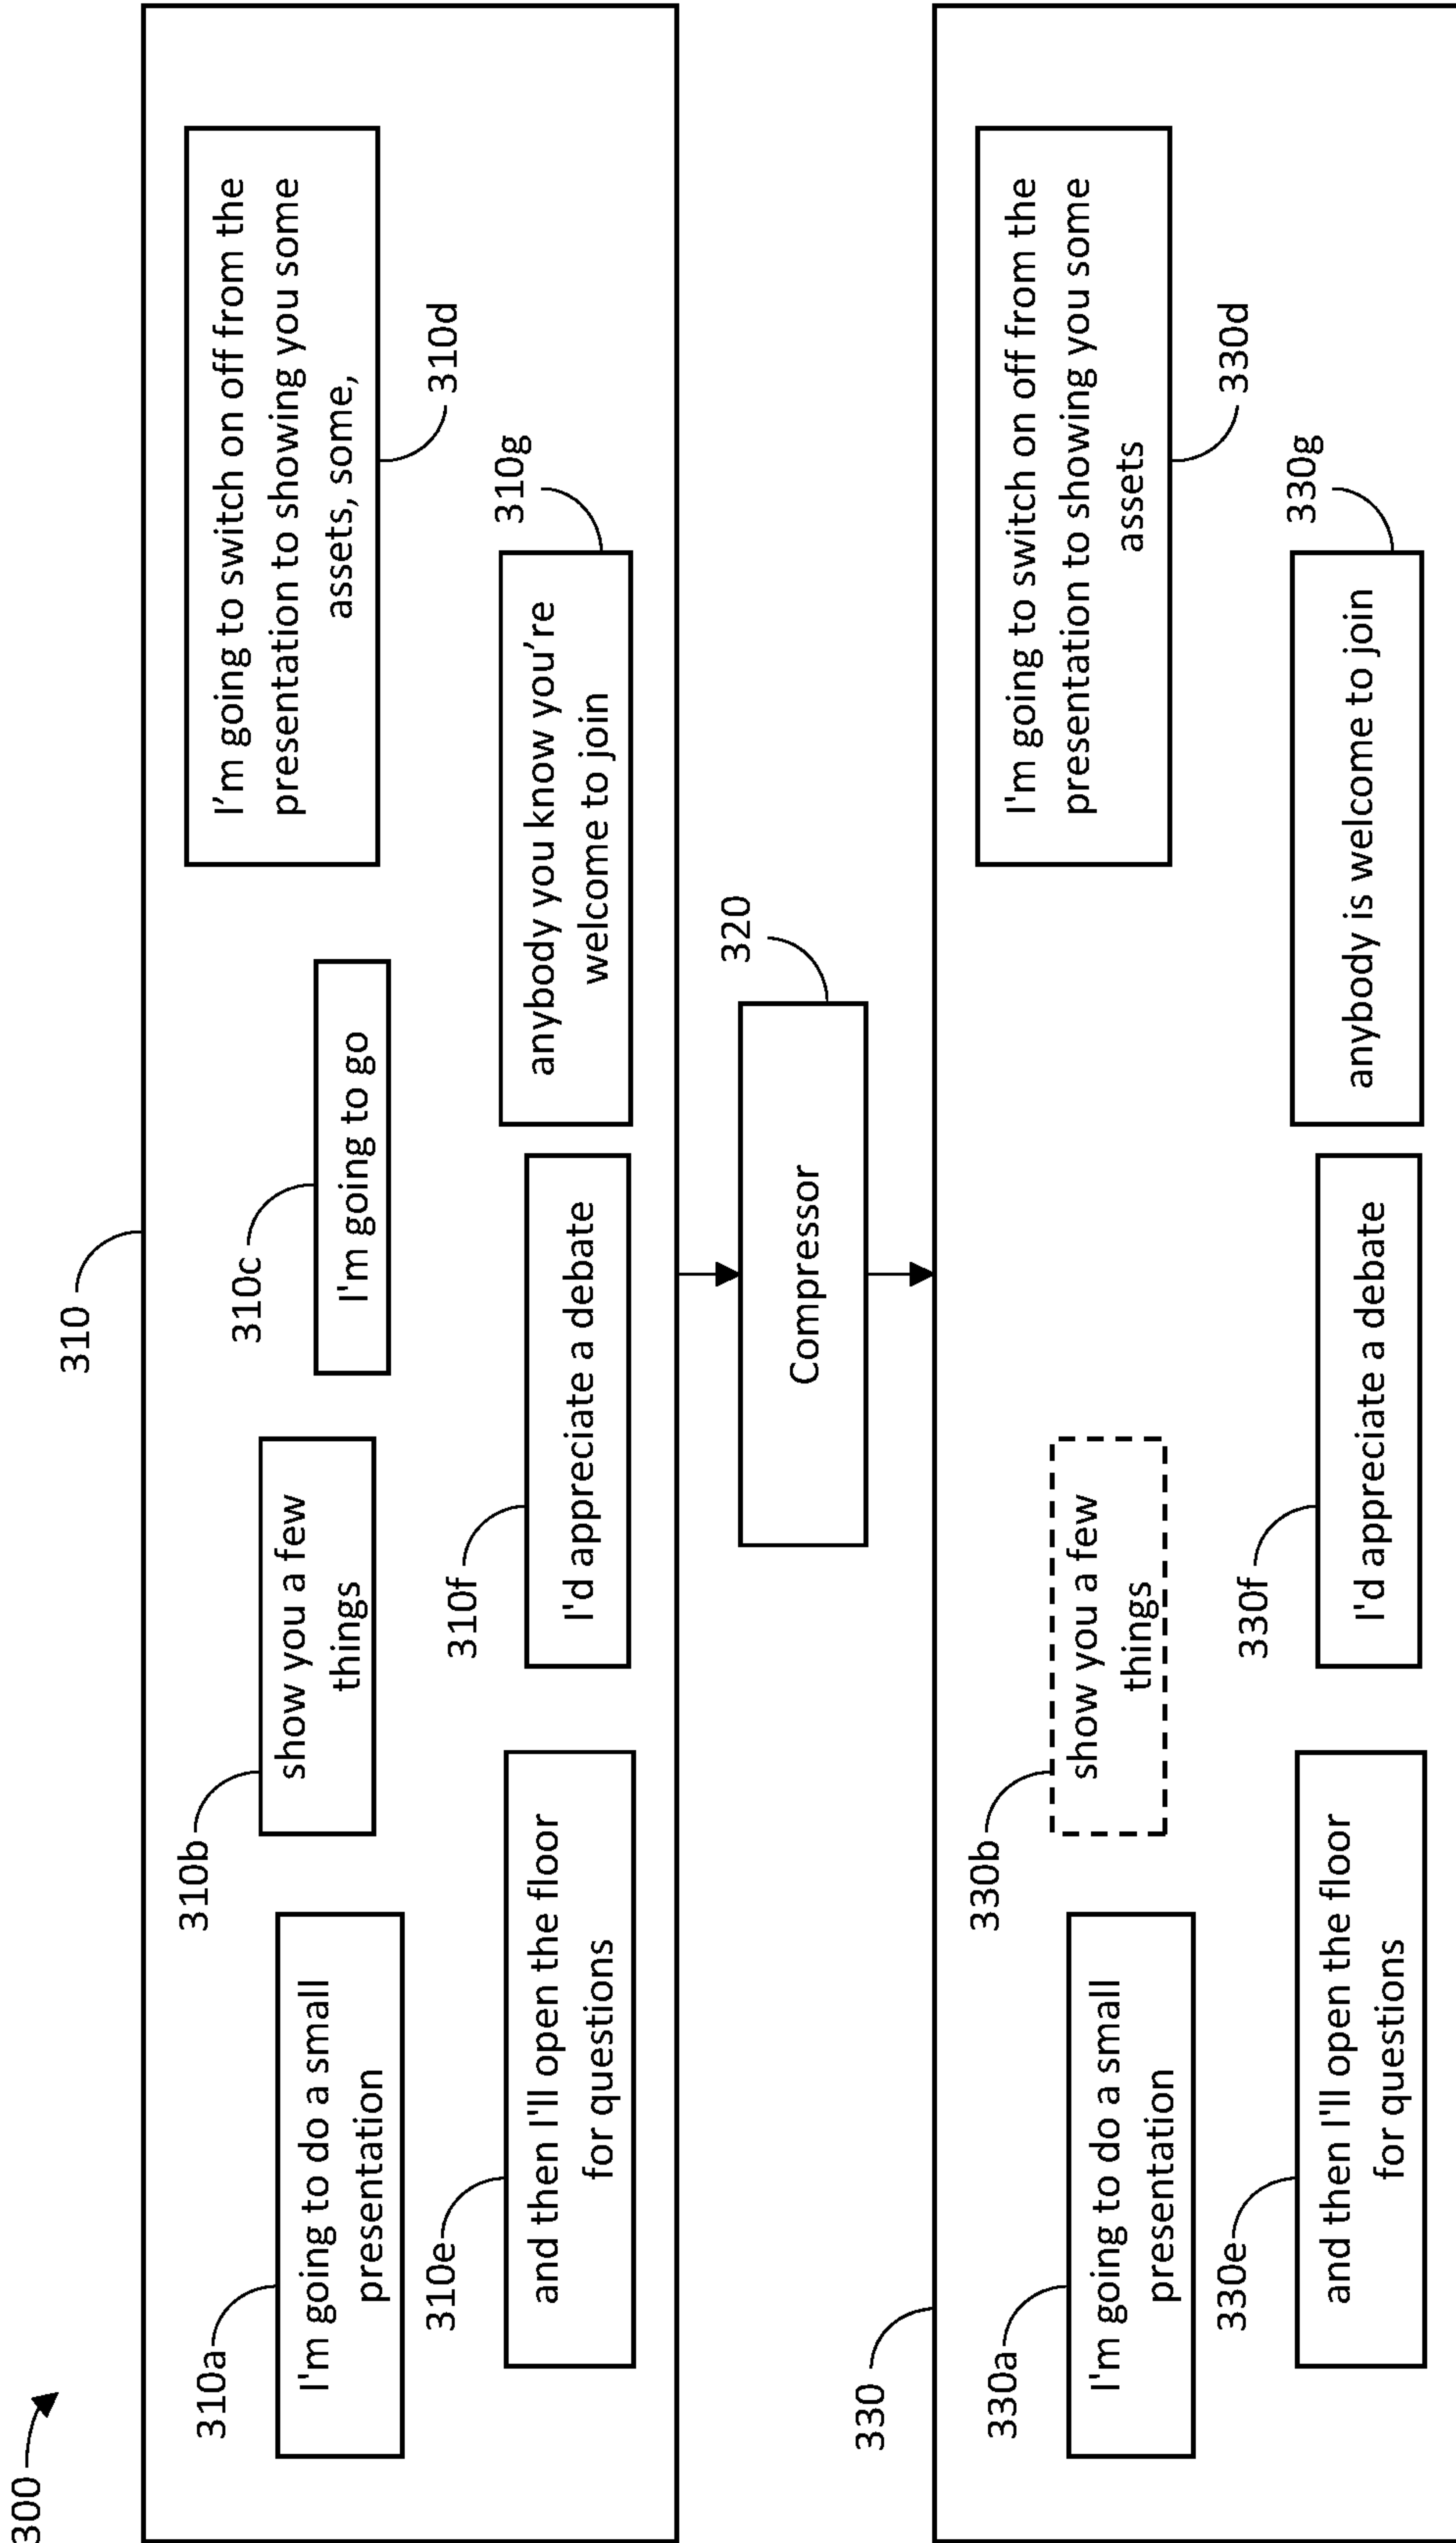 300
310
310a
I'm going to do a small
presentation
310b
show you a few
things
310c
I'm going to go
I'm going to switch on off from the
presentation to showing you some
assets, some,
310d
310e
and then I'll open the floor
for questions
310f
I'd appreciate a debate
anybody you know you're
welcome to join
310g
Compressor
320
330
330a
I'm going to do a small
presentation
330b
show you a few
things
I'm going to switch on off from the
presentation to showing you some
assets
330d
330e
and then I'll open the floor
for questions
330f
I'd appreciate a debate
anybody is welcome to join
330g